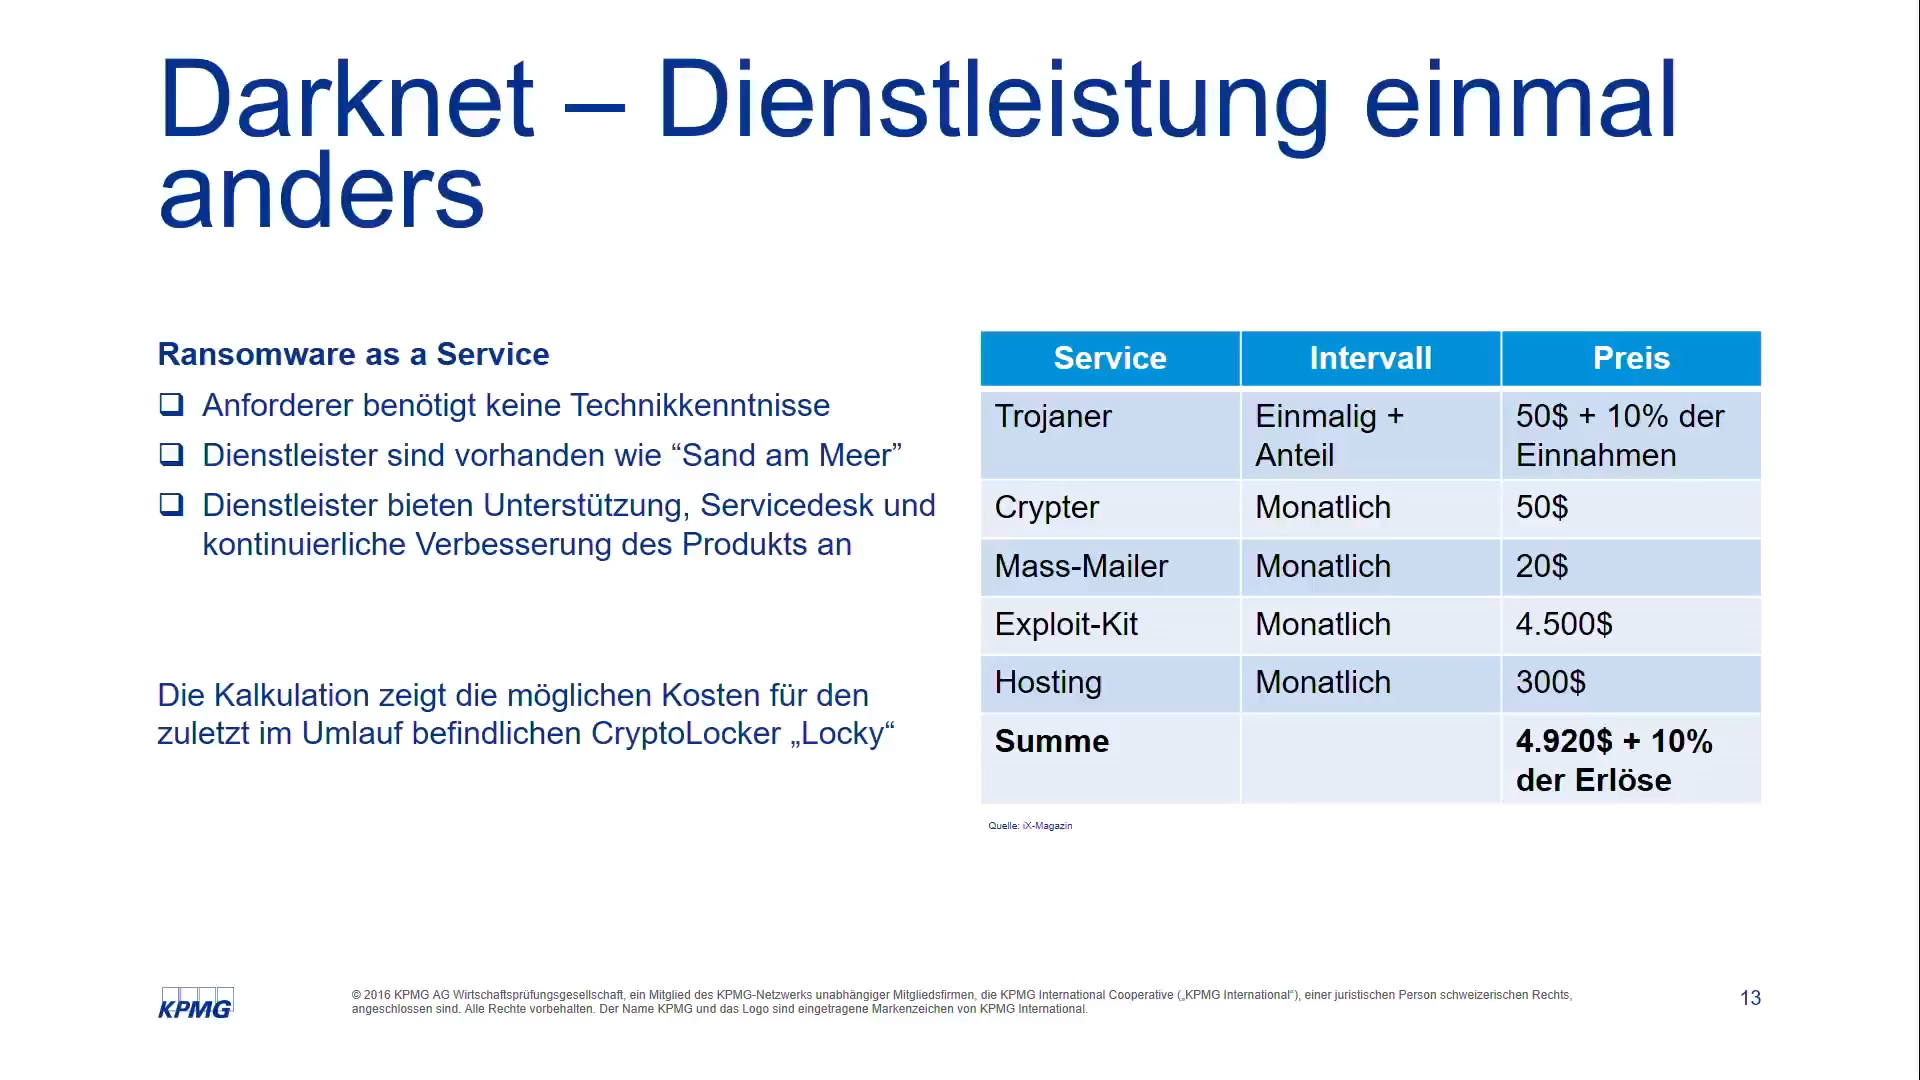 Darknet – Dienstleistung einmal
anders
Ransomware as a Service
Anforderer benötigt keine Technikkenntnisse
Dienstleister sind vorhanden wie “Sand am Meer”
Dienstleister bieten Unterstützung, Servicedesk und
kontinuierliche Verbesserung des Produkts an
Die Kalkulation zeigt die möglichen Kosten für den
zuletzt im Umlauf befindlichen CryptoLocker „Locky“
Service Intervall Preis
Trojaner Einmalig + 50$ + 10% der
Anteil Einnahmen
Crypter Monatlich 50$
Mass-Mailer Monatlich 20$
Exploit-Kit Monatlich 4.500$
Hosting Monatlich 300$
Summe 4.920$ + 10%
der Erlöse
Quelle: iX-Magazin
KPMG
© 2016 KPMG AG Wirtschaftsprüfungsgesellschaft, ein Mitglied des KPMG-Netzwerks unabhängiger Mitgliedsfirmen, die KPMG International Cooperative („KPMG International“), einer juristischen Person schweizerischen Rechts,
angeschlossen sind. Alle Rechte vorbehalten. Der Name KPMG und das Logo sind eingetragene Markenzeichen von KPMG International.
13